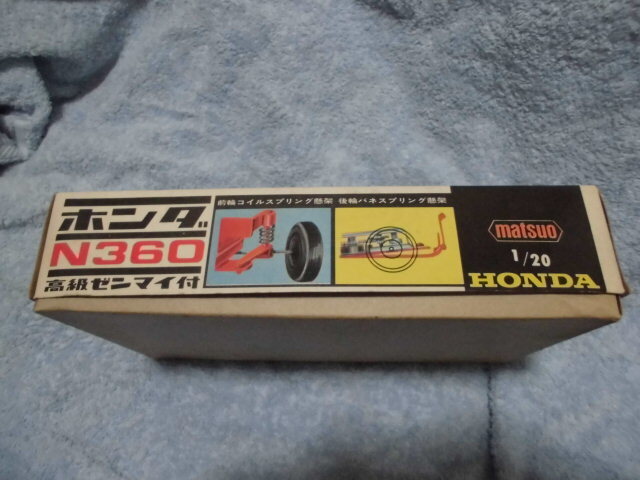 ホンダ
N360
高級ゼンマイ付
前輪コイルスプリング懸架 後輪バネスプリング懸架
matsuo
1/20
HONDA